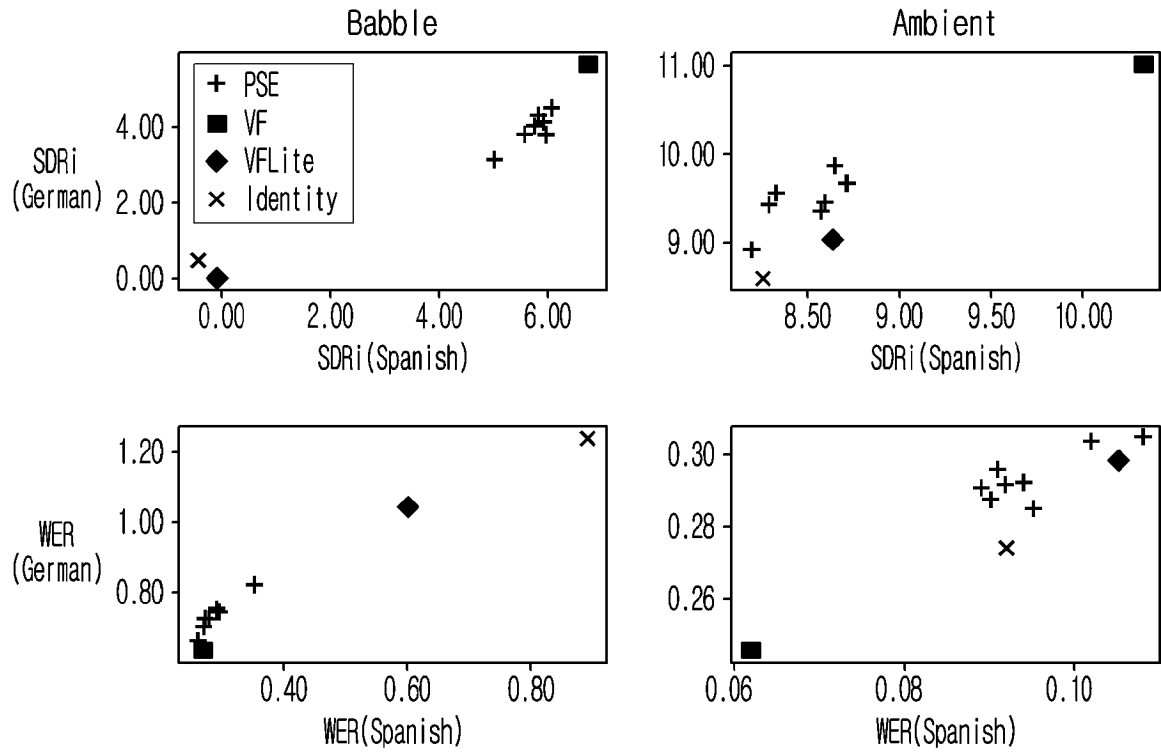 Babble
Ambient
SDRi
(German)
4.00
2.00
0.00
PSE
VF
VFLite
Identity
0.00 2.00 4.00 6.00
SDRi(Spanish)
11.00
10.00
9.00
8.50 9.00 9.50 10.00
SDRi(Spanish)
WER
(German)
1.20
1.00
0.80
0.40 0.60 0.80
WER(Spanish)
0.30
0.28
0.26
0.06 0.08 0.10
WER(Spanish)